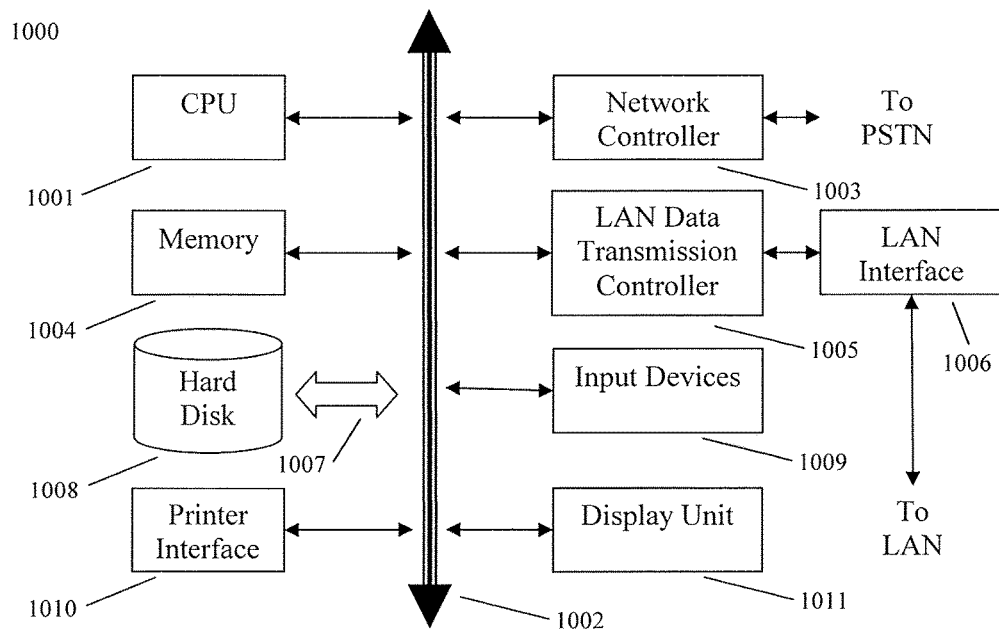 1000
CPU
1001
Network
Controller
1003
To
PSTN
Memory
1004
LAN Data
Transmission
Controller
1005
LAN
Interface
1006
Hard
Disk
1008
1007
Input Devices
1009
Printer
Interface
1010
Display Unit
1011
To
LAN
1002